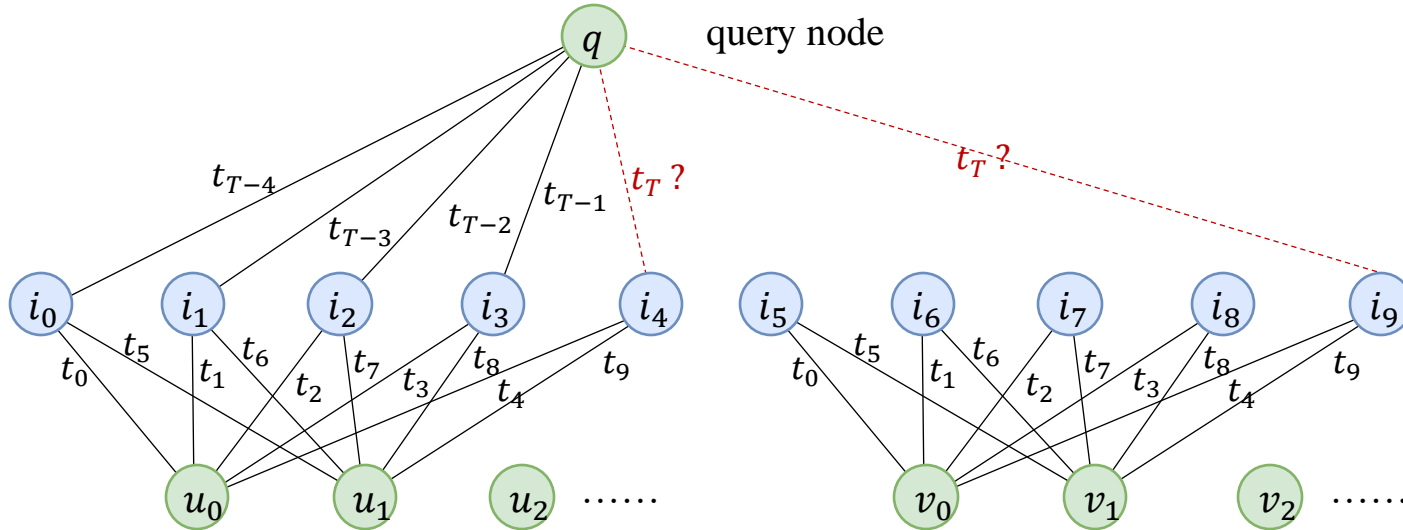 q query node
t_{T−4} t_{T−3} t_{T−2} t_{T−1} t_T ? t_T ?
i_0 i_1 i_2 i_3 i_4 i_5 i_6 i_7 i_8 i_9
t_0 t_5 t_1 t_6 t_2 t_7 t_3 t_8 t_4 t_9 t_0 t_5 t_1 t_6 t_2 t_7 t_3 t_8 t_4 t_9
u_0 u_1 u_2 …… v_0 v_1 v_2 ……